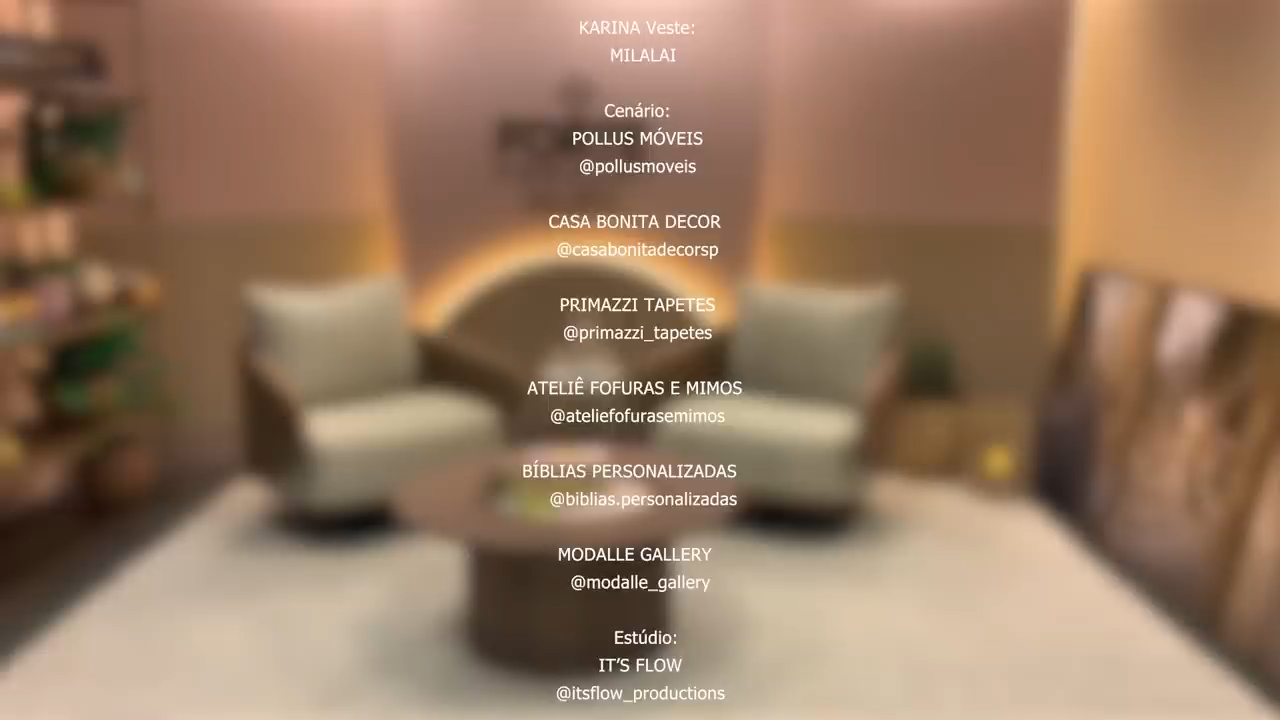 KARINA Veste:
MILALAI
Cenário:
POLLUS MÓVEIS
@pollusmoveis
CASA BONITA DECOR
@casabonitadecorsp
PRIMAZZI TAPETES
@primazzi_tapetes
ATELIÊ FOFURAS E MIMOS
@ateliefofurasemimos
BÍBLIAS PERSONALIZADAS
@biblias.personalizadas
MODALLE GALLERY
@modalle_gallery
Estúdio:
IT’S FLOW
@itsflow_productions